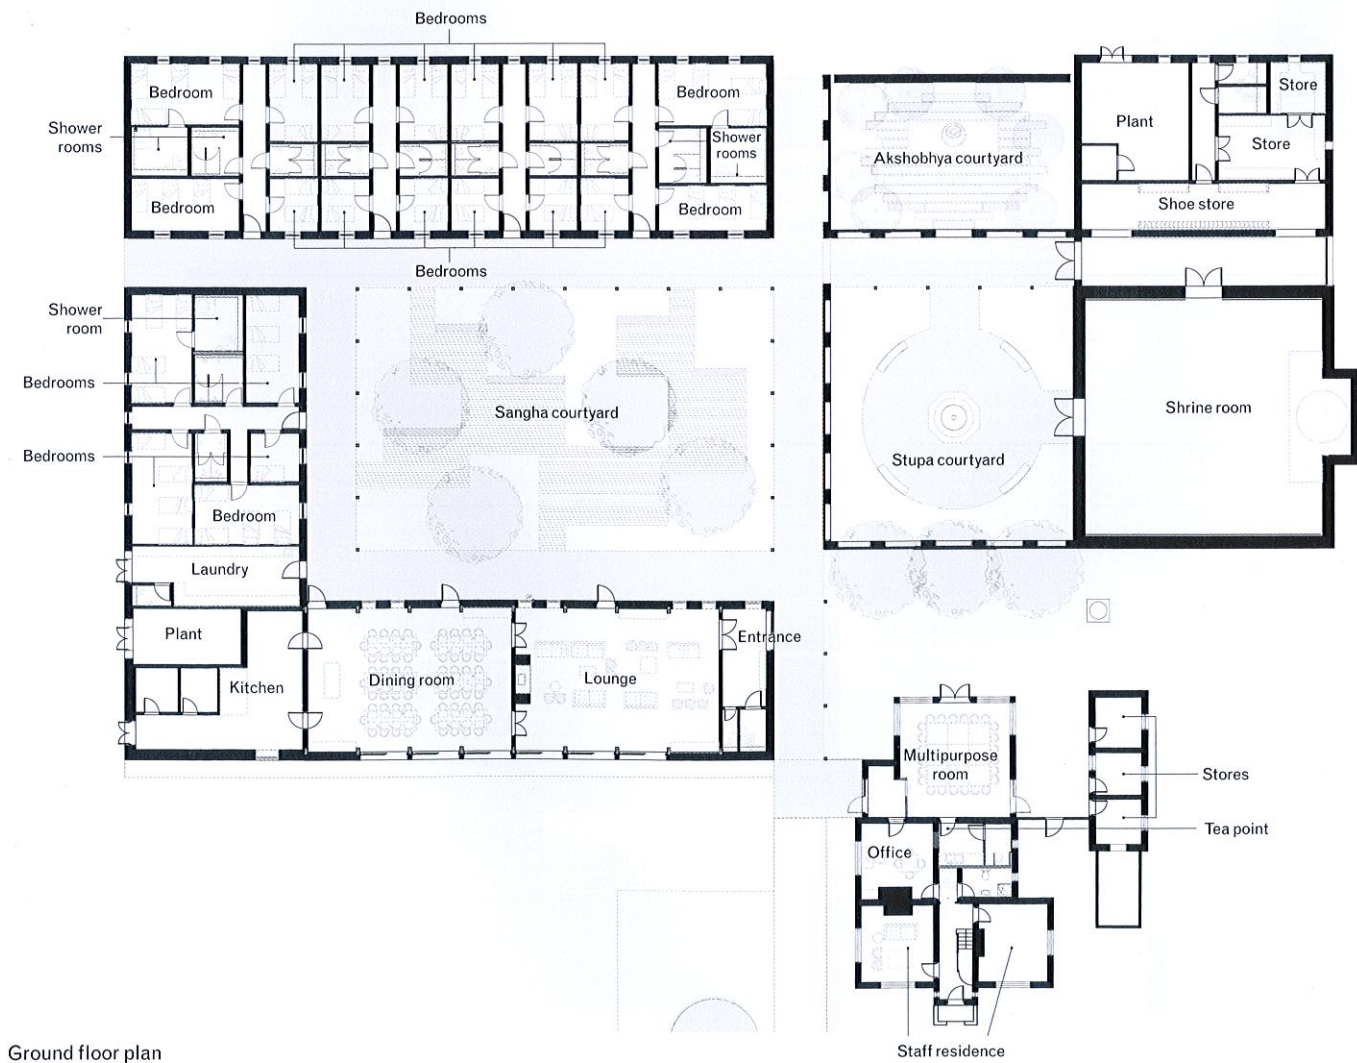 Bedrooms
Bedroom
Bedroom
Store
Shower
rooms
Plant
Shower
rooms
Akshobhya courtyard
Store
Bedroom
Bedroom
Shoe store
Bedrooms
Shower
room
Bedrooms
Sangha courtyard
Shrine room
Bedrooms
Stupa courtyard
Bedroom
Laundry
Plant
Entrance
Kitchen
Dining room
Lounge
Multipurpose
room
Stores
Tea point
Office
Ground floor plan
Staff residence